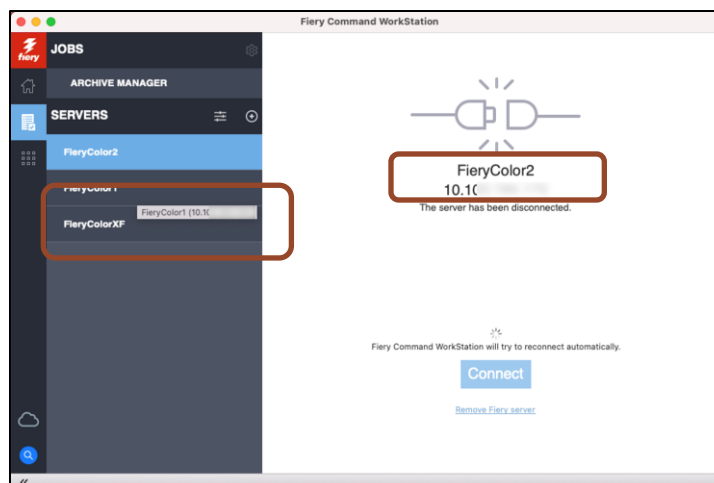 Fiery Command WorkStation
fiery
JOBS
ARCHIVE MANAGER
SERVERS
FieryColor2
FieryColor1
FieryColor1 (10.10
FieryColorXF
FieryColor2
10.10
The server has been disconnected.
Fiery Command WorkStation will try to reconnect automatically.
Connect
Remove Fiery server